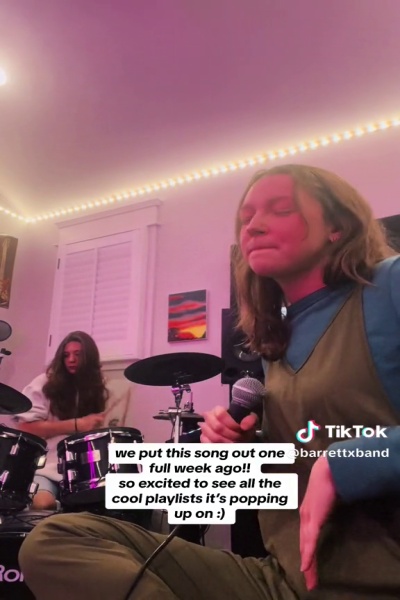 TikTok
@barrettxband
we put this song out one
full week ago!!
so excited to see all the
cool playlists it's popping
up on :)
Rol